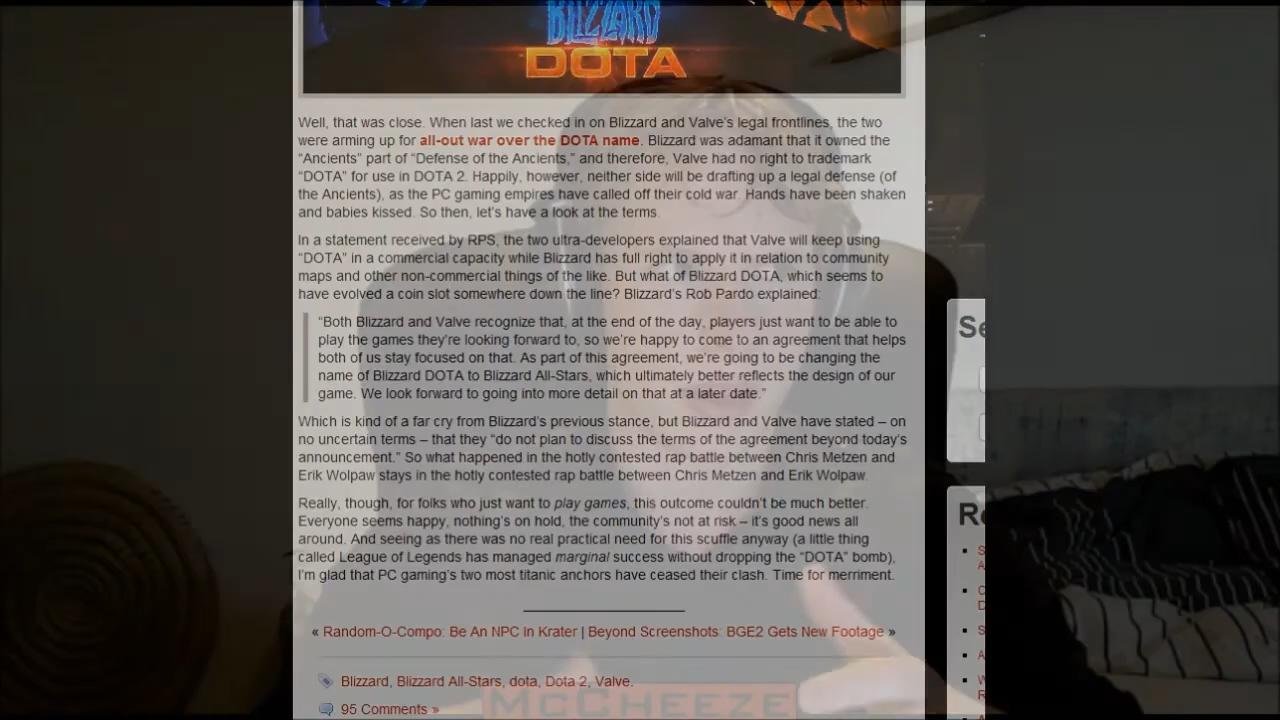 BLIZZARD
DOTA
Well, that was close. When last we checked in on Blizzard and Valve's legal frontlines, the two
were arming up for all-out war over the DOTA name. Blizzard was adamant that it owned the
“Ancients” part of “Defense of the Ancients,” and therefore, Valve had no right to trademark
“DOTA” for use in DOTA 2. Happily, however, neither side will be drafting up a legal defense (of
the Ancients), as the PC gaming empires have called off their cold war. Hands have been shaken
and babies kissed. So then, let's have a look at the terms.
In a statement received by RPS, the two ultra-developers explained that Valve will keep using
“DOTA” in a commercial capacity while Blizzard has full right to apply it in relation to community
maps and other non-commercial things of the like. But what of Blizzard DOTA, which seems to
have evolved a coin slot somewhere down the line? Blizzard's Rob Pardo explained:
“Both Blizzard and Valve recognize that, at the end of the day, players just want to be able to
play the games they're looking forward to, so we're happy to come to an agreement that helps
both of us stay focused on that. As part of this agreement, we're going to be changing the
name of Blizzard DOTA to Blizzard All-Stars, which ultimately better reflects the design of our
game. We look forward to going into more detail on that at a later date.”
Which is kind of a far cry from Blizzard's previous stance, but Blizzard and Valve have stated – on
no uncertain terms – that they “do not plan to discuss the terms of the agreement beyond today's
announcement.” So what happened in the hotly contested rap battle between Chris Metzen and
Erik Wolpaw stays in the hotly contested rap battle between Chris Metzen and Erik Wolpaw.
Really, though, for folks who just want to play games, this outcome couldn't be much better.
Everyone seems happy, nothing's on hold, the community's not at risk – it's good news all
around. And seeing as there was no real practical need for this scuffle anyway (a little thing
called League of Legends has managed marginal success without dropping the “DOTA” bomb),
I'm glad that PC gaming's two most titanic anchors have ceased their clash. Time for merriment.
« Random-O-Compo: Be An NPC In Krater | Beyond Screenshots: BGE2 Gets New Footage »
Blizzard, Blizzard All-Stars, dota, Dota 2, Valve.
95 Comments »
McCheeze
Se
Re
S
A
C
D
S
A
W
R